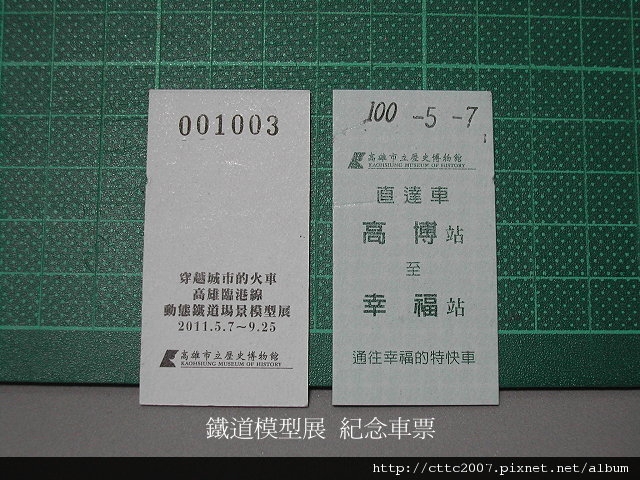 001003
穿越城市的火車
高雄臨港線
動態鐵道場景模型展
2011.5.7～9.25
高雄市立歷史博物館
KAOHSIUNG MUSEUM OF HISTORY
100 -5 -7
高雄市立歷史博物館
KAOHSIUNG MUSEUM OF HISTORY
直達車
高博站
至
幸福站
通往幸福的特快車
鐵道模型展 紀念車票
http://cttc2007.pixnet.net/album